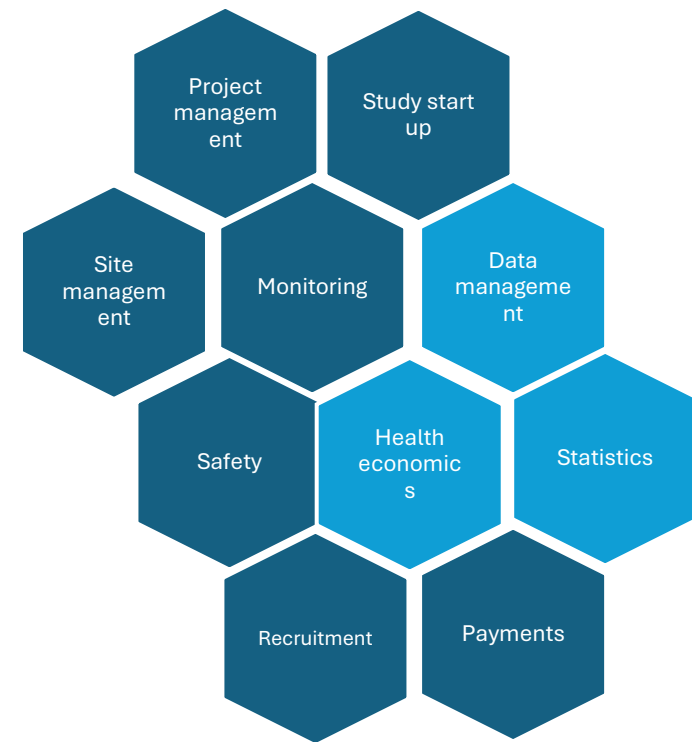 Project
managem
ent
Study start
up
Site
managem
ent
Monitoring
Data
manageme
nt
Safety
Health
economic
s
Statistics
Recruitment
Payments